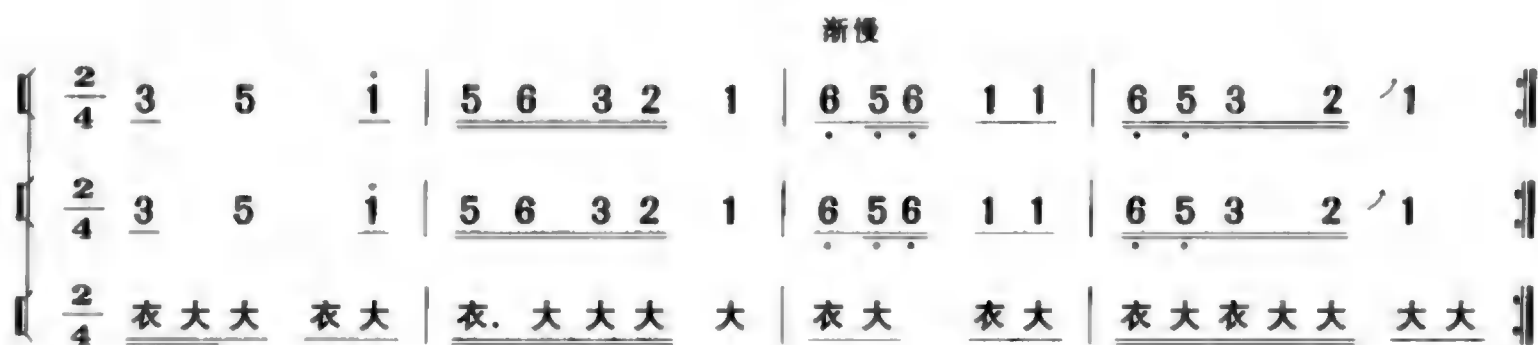 渐慢
2/4 3 5 i | 5 6 3 2 1 | 6 5 6 1 1 | 6 5 3 2 1
2/4 3 5 i | 5 6 3 2 1 | 6 5 6 1 1 | 6 5 3 2 1
2/4 衣 大 大 衣 大 | 衣. 大 大 大 大 | 衣 大 衣 大 | 衣 大 衣 大 大 大 大